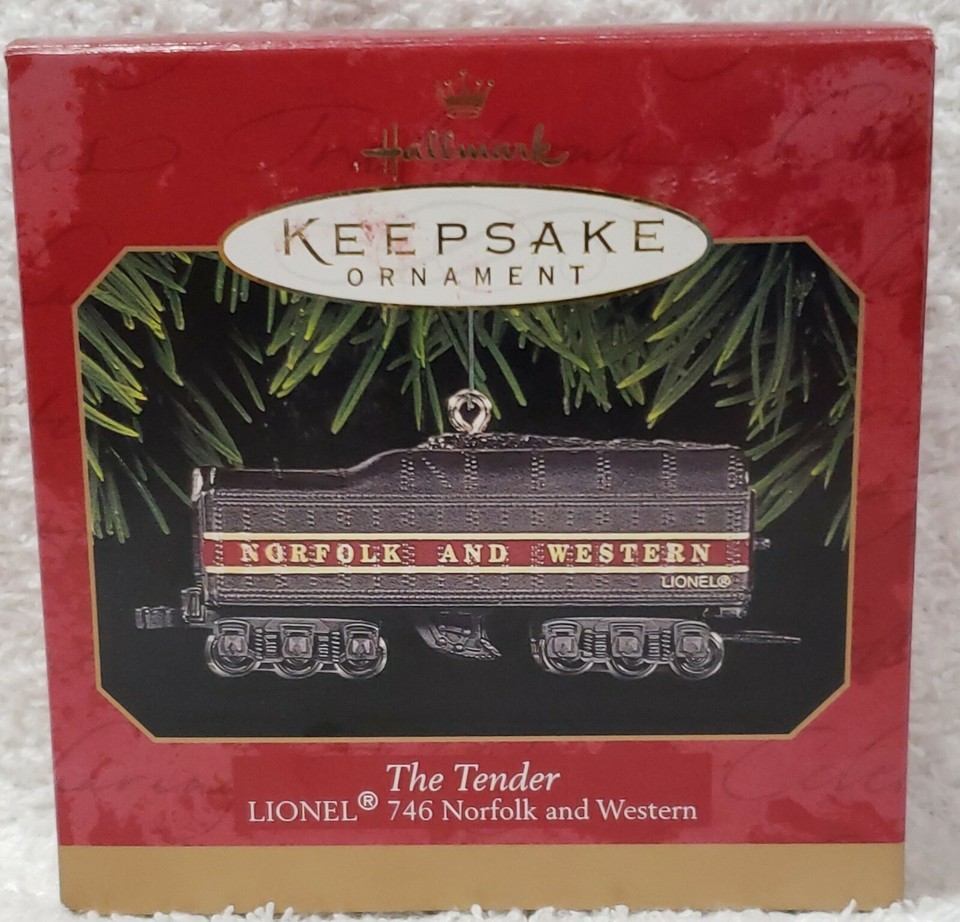 Hallmark
KEEPSAKE
ORNAMENT
NORFOLK AND WESTERN
LIONEL®
The Tender
LIONEL® 746 Norfolk and Western